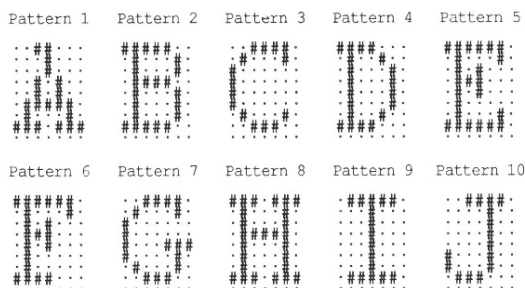 Pattern 1 Pattern 2 Pattern 3 Pattern 4 Pattern 5
A B C D E
Pattern 6 Pattern 7 Pattern 8 Pattern 9 Pattern 10
F G H I J